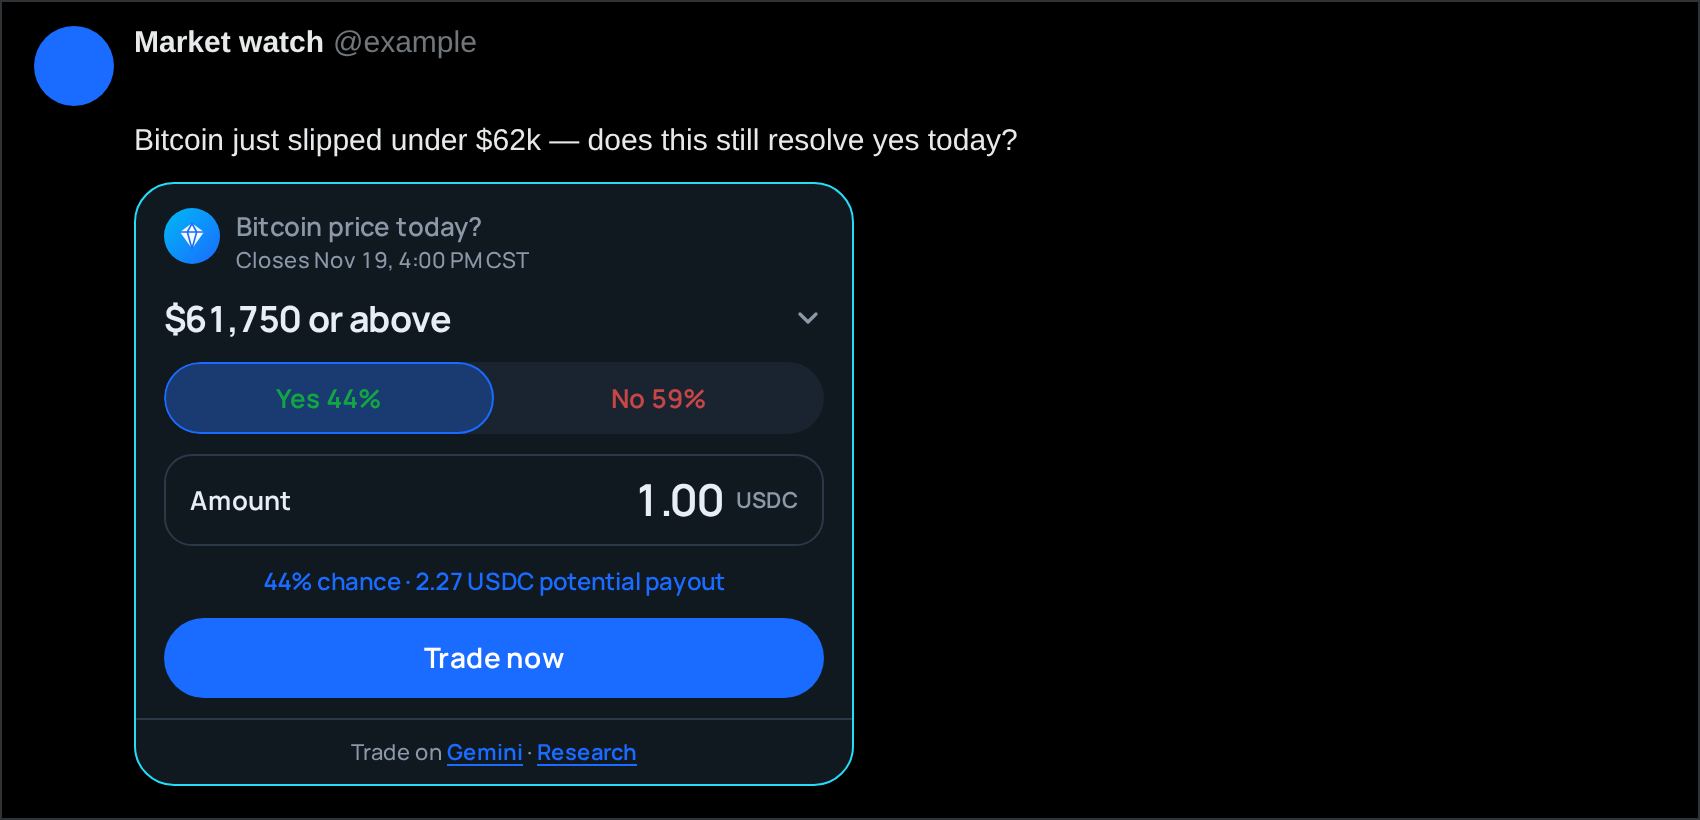 Market watch @example
Bitcoin just slipped under $62k — does this still resolve yes today?
Bitcoin price today?
Closes Nov 19, 4:00 PM CST
$61,750 or above
Yes 44%
No 59%
Amount
1.00 USDC
44% chance · 2.27 USDC potential payout
Trade now
Trade on Gemini · Research